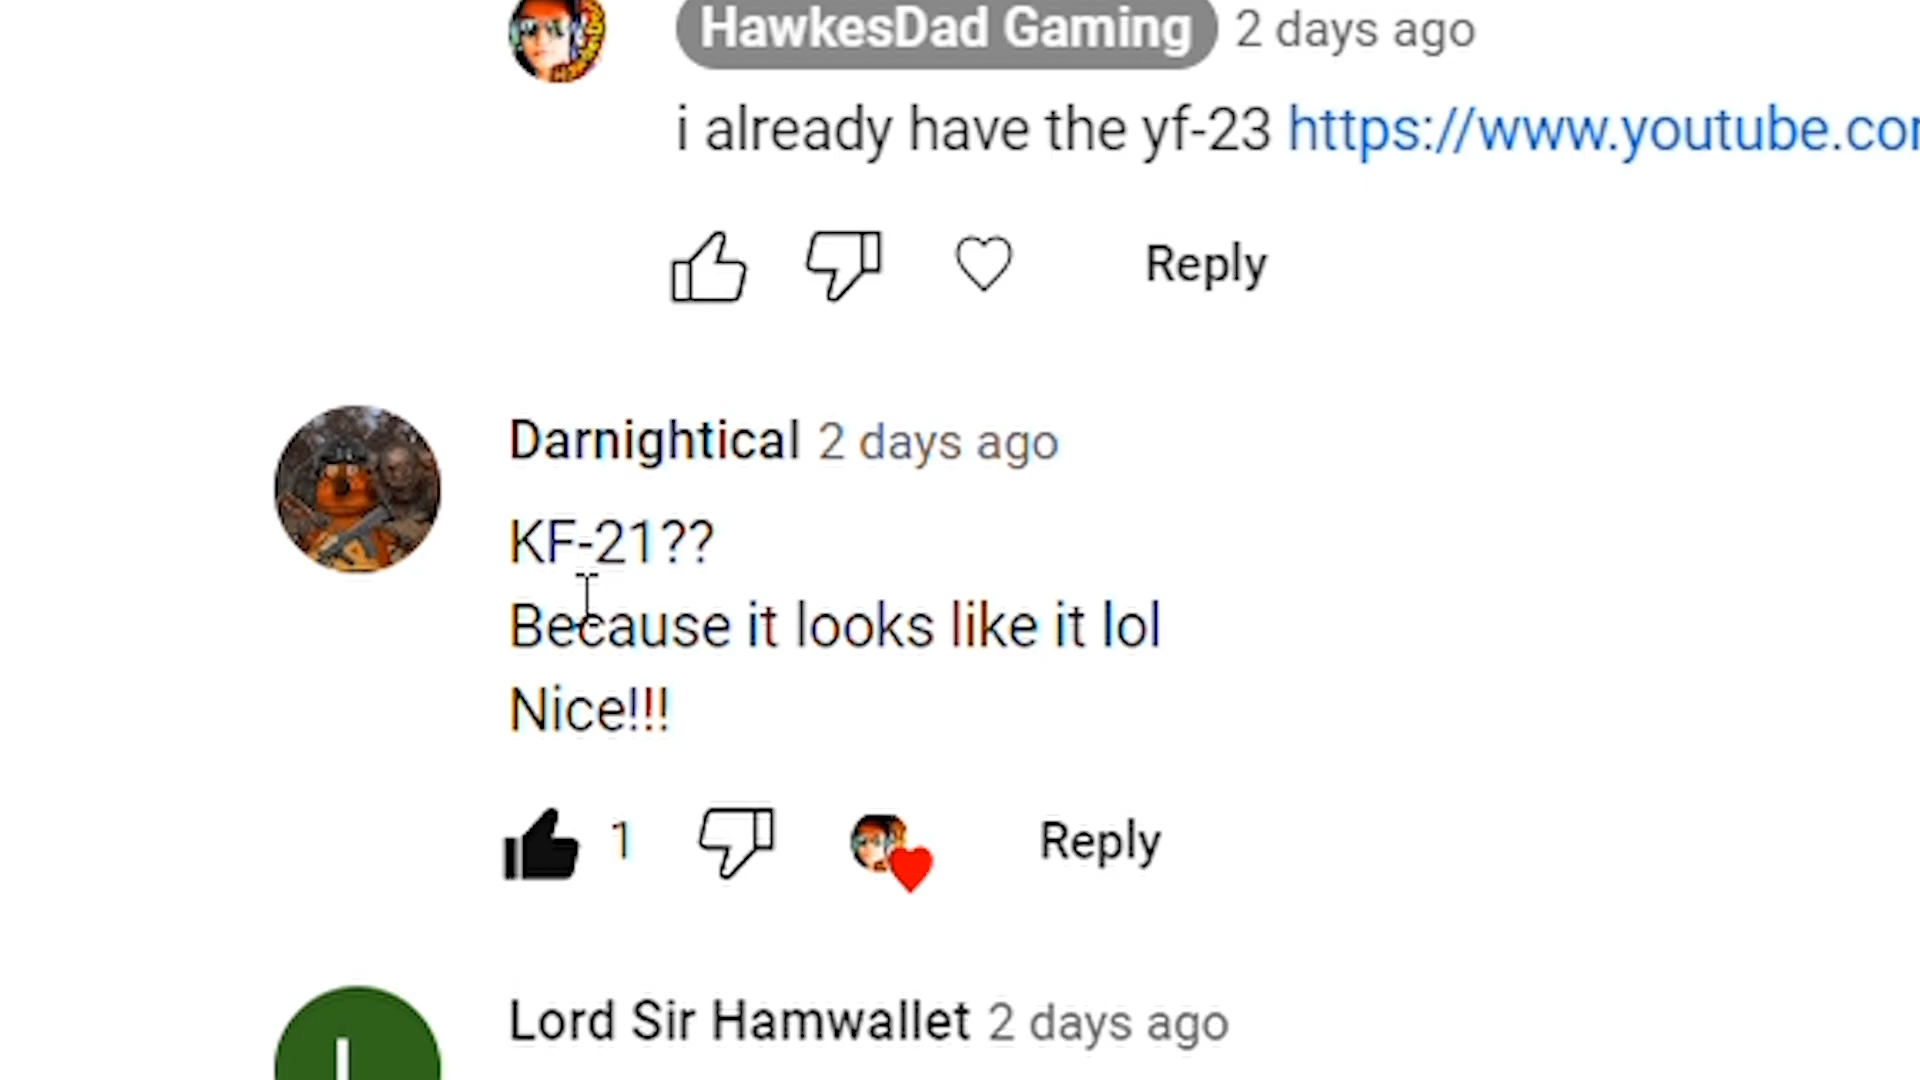 HawkesDad Gaming 2 days ago
i already have the yf-23 https://www.youtube.co
Reply
Darnightical 2 days ago
KF-21??
Because it looks like it lol
Nice!!!
1 Reply
Lord Sir Hamwallet 2 days ago
L